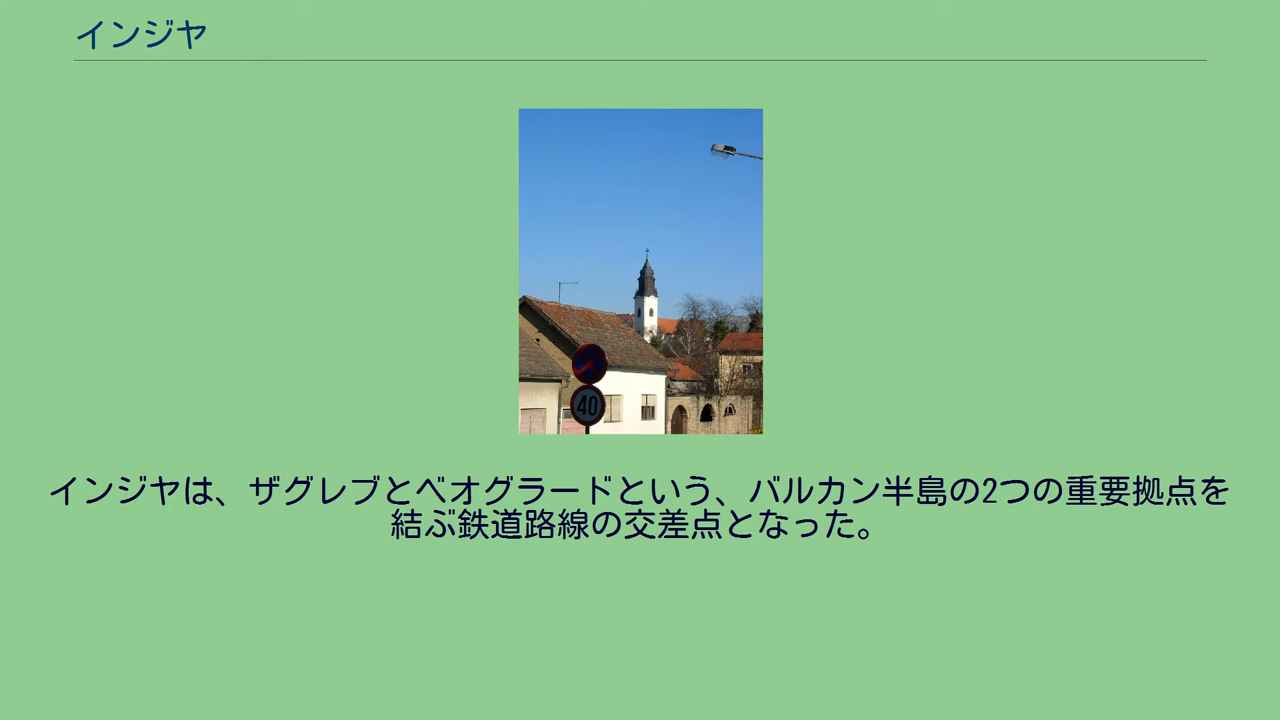 インジヤ
40
インジヤは、ザグレブとベオグラードという、バルカン半島の2つの重要拠点を
結ぶ鉄道路線の交差点となった。